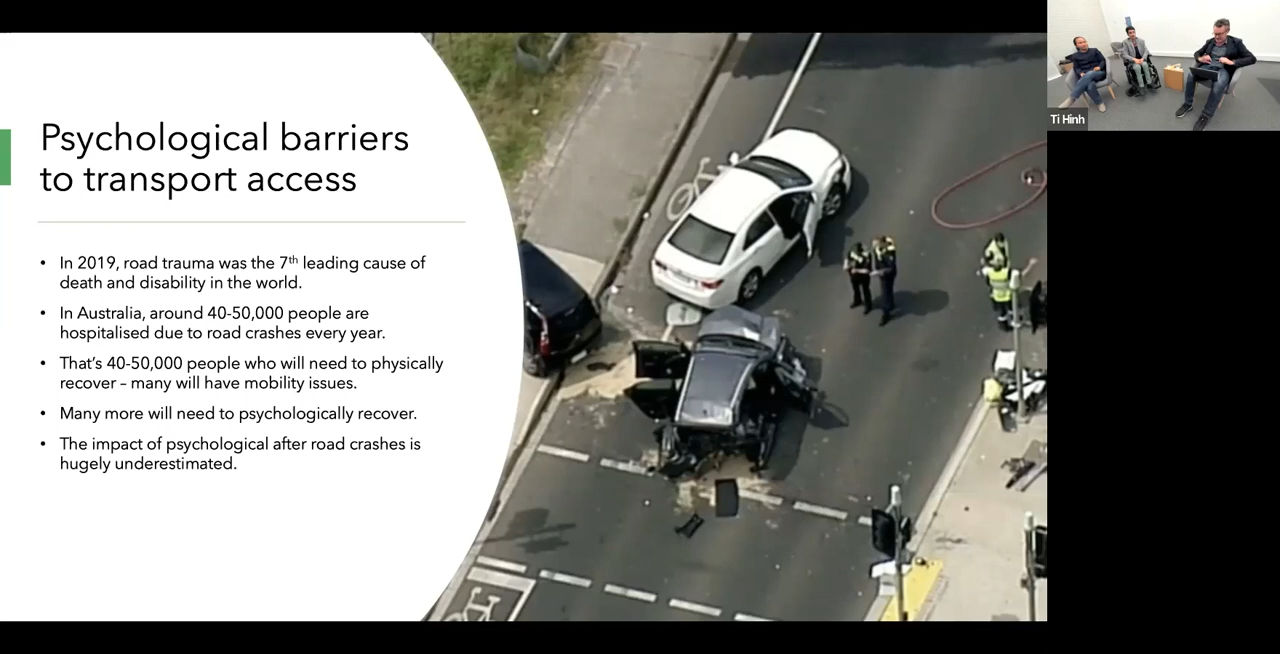 Psychological barriers
to transport access
• In 2019, road trauma was the 7th leading cause of
death and disability in the world.
• In Australia, around 40-50,000 people are
hospitalised due to road crashes every year.
• That’s 40-50,000 people who will need to physically
recover – many will have mobility issues.
• Many more will need to psychologically recover.
• The impact of psychological after road crashes is
hugely underestimated.
Ti Hinh